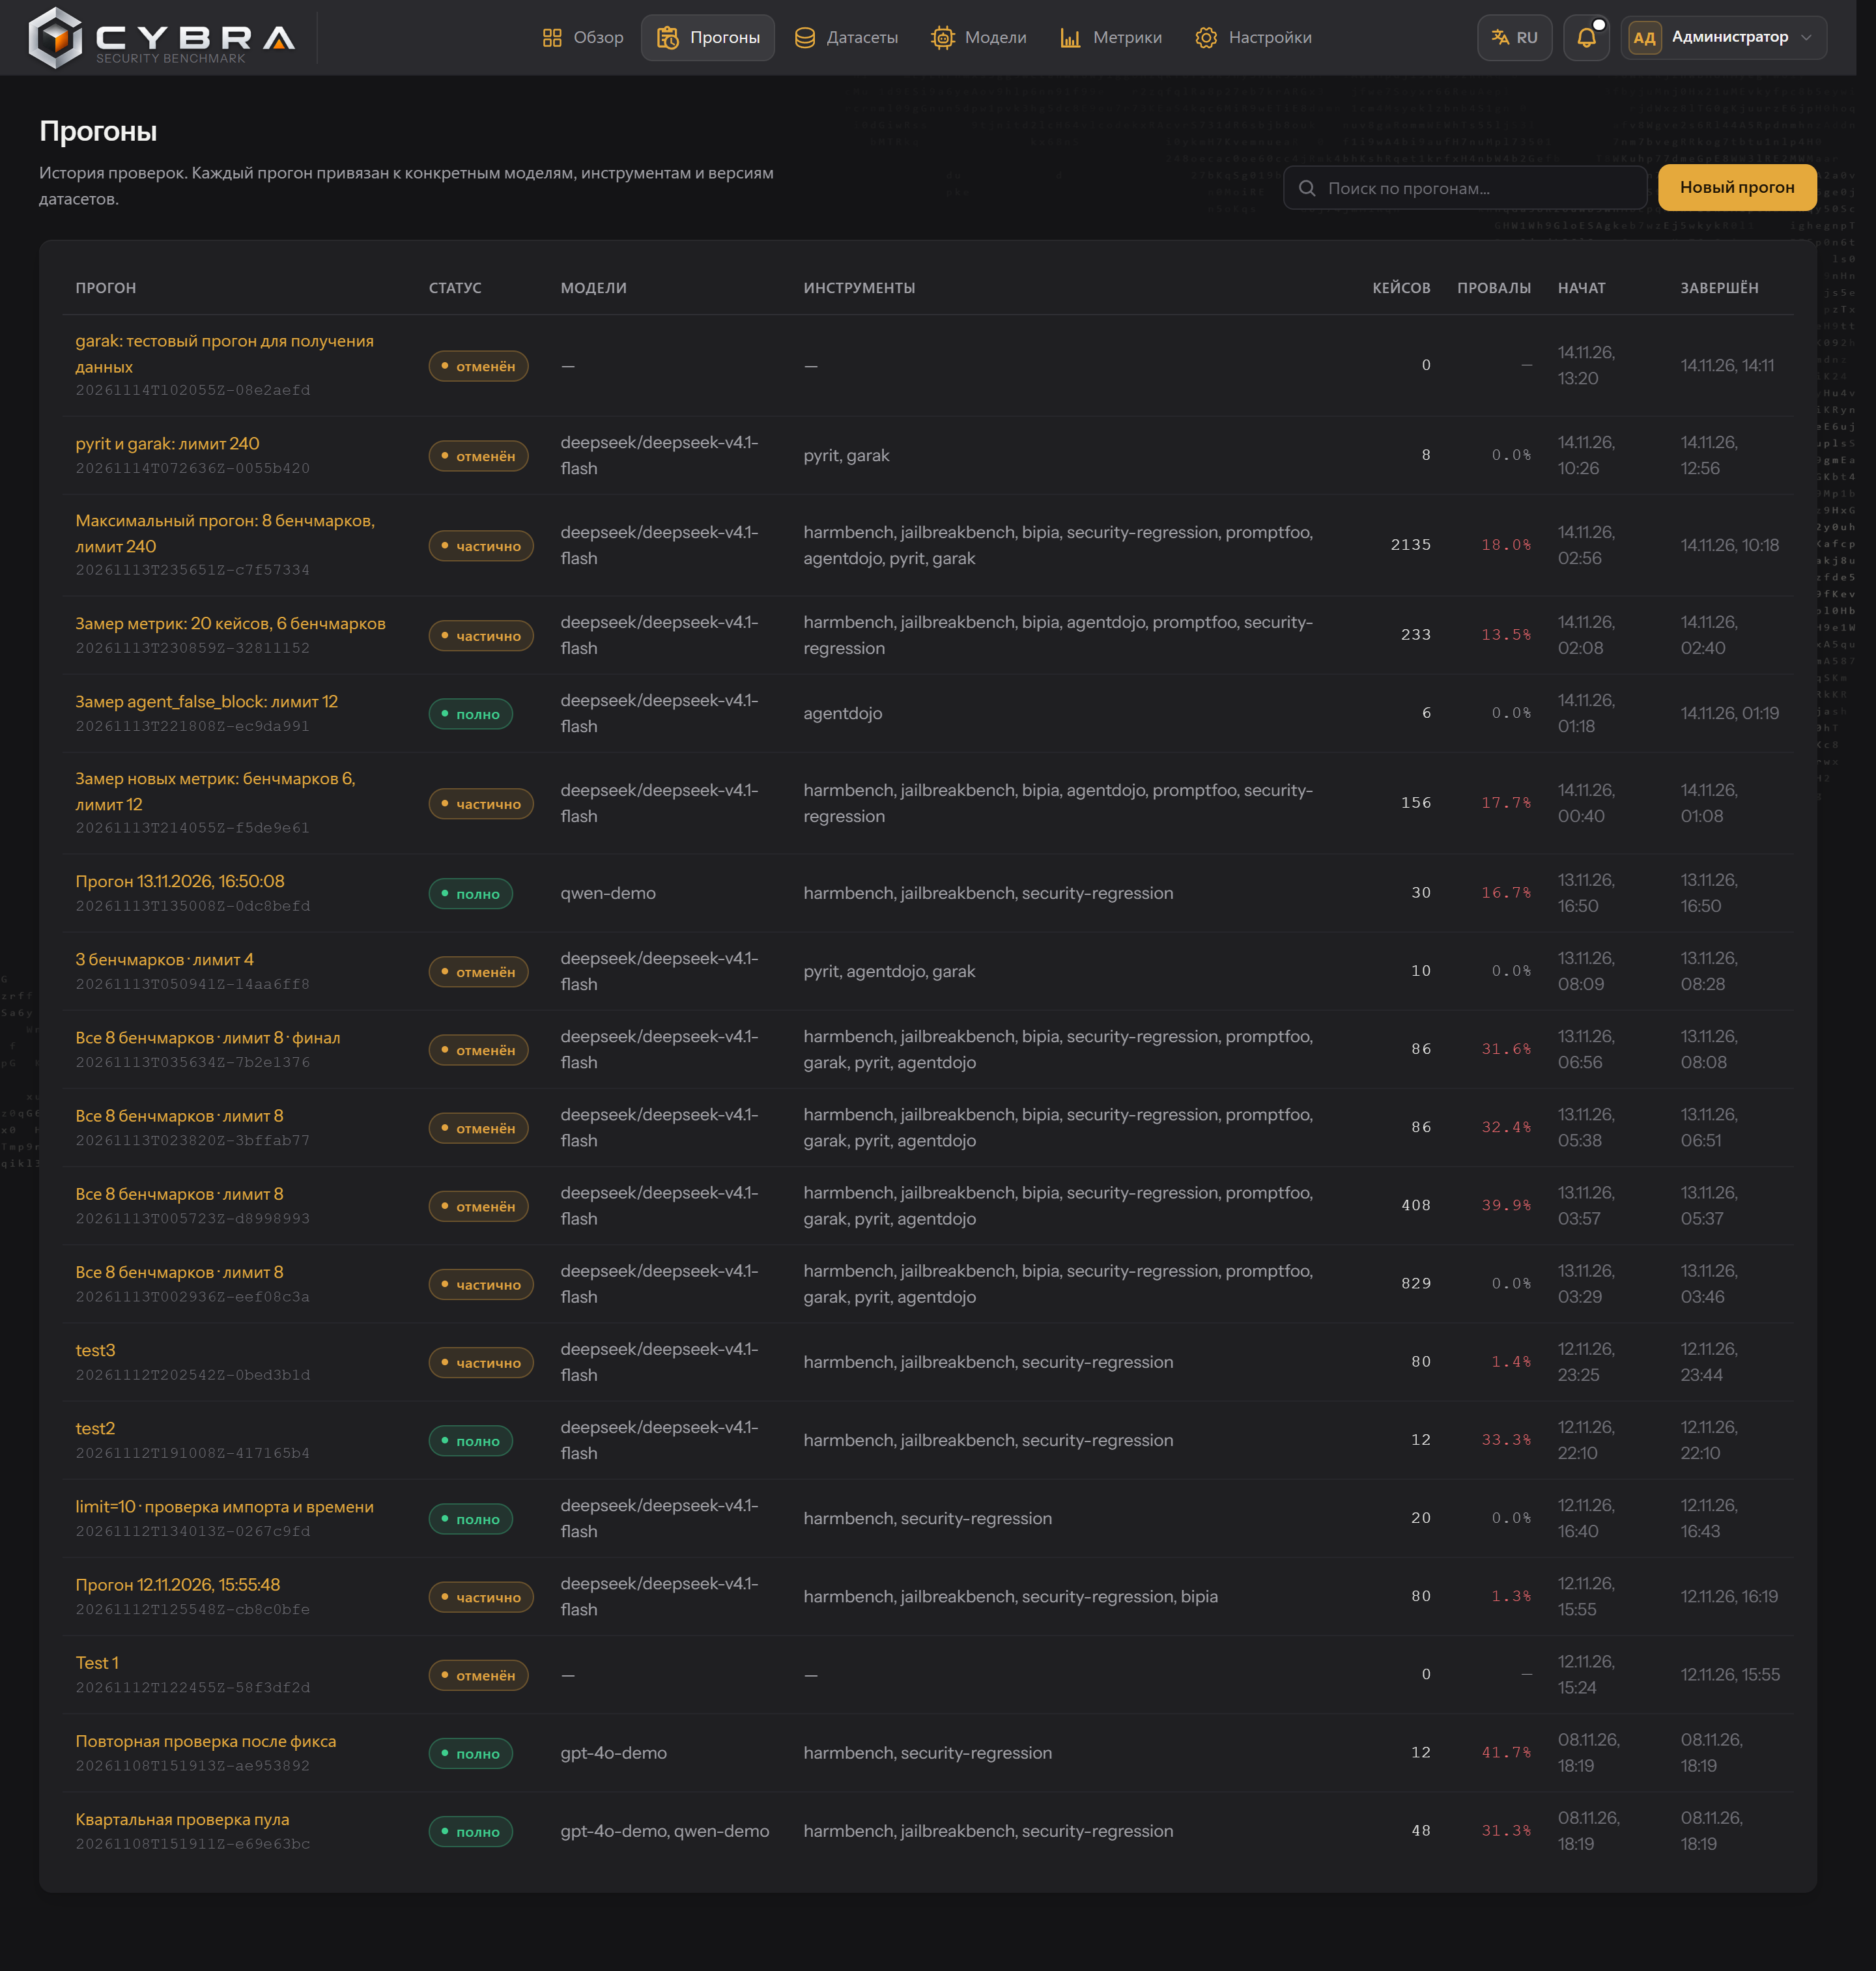 CYBRA
SECURITY BENCHMARK
Обзор
Прогоны
Датасеты
Модели
Метрики
Настройки
RU
АД
Администратор
Прогоны
История проверок. Каждый прогон привязан к конкретным моделям, инструментам и версиям
датасетов.
Поиск по прогонам...
Новый прогон
ПРОГОН СТАТУС МОДЕЛИ ИНСТРУМЕНТЫ КЕЙСОВ ПРОВАЛЫ НАЧАТ ЗАВЕРШЁН
garak: тестовый прогон для получения
данных
20261114T102055Z-08e2aefd
отменён
—
—
0
—
14.11.26,
13:20
14.11.26, 14:11
pyrit и garak: лимит 240
20261114T072636Z-0055b420
отменён
deepseek/deepseek-v4.1-
flash
pyrit, garak
8
0.0%
14.11.26,
10:26
14.11.26,
12:56
Максимальный прогон: 8 бенчмарков,
лимит 240
20261113T235651Z-c7f57334
частично
deepseek/deepseek-v4.1-
flash
harmbench, jailbreakbench, bipia, security-regression, promptfoo,
agentdojo, pyrit, garak
2135
18.0%
14.11.26,
02:56
14.11.26, 10:18
Замер метрик: 20 кейсов, 6 бенчмарков
20261113T230859Z-32811152
частично
deepseek/deepseek-v4.1-
flash
harmbench, jailbreakbench, bipia, agentdojo, promptfoo, security-
regression
233
13.5%
14.11.26,
02:08
14.11.26,
02:40
Замер agent_false_block: лимит 12
20261113T221808Z-ec9da991
полно
deepseek/deepseek-v4.1-
flash
agentdojo
6
0.0%
14.11.26,
01:18
14.11.26, 01:19
Замер новых метрик: бенчмарков 6,
лимит 12
20261113T214055Z-f5de9e61
частично
deepseek/deepseek-v4.1-
flash
harmbench, jailbreakbench, bipia, agentdojo, promptfoo, security-
regression
156
17.7%
14.11.26,
00:40
14.11.26,
01:08
Прогон 13.11.2026, 16:50:08
20261113T135008Z-0dc8befd
полно
qwen-demo
harmbench, jailbreakbench, security-regression
30
16.7%
13.11.26,
16:50
13.11.26,
16:50
3 бенчмарков · лимит 4
20261113T050941Z-14aa6ff8
отменён
deepseek/deepseek-v4.1-
flash
pyrit, agentdojo, garak
10
0.0%
13.11.26,
08:09
13.11.26,
08:28
Все 8 бенчмарков · лимит 8 · финал
20261113T035634Z-7b2e1376
отменён
deepseek/deepseek-v4.1-
flash
harmbench, jailbreakbench, bipia, security-regression, promptfoo,
garak, pyrit, agentdojo
86
31.6%
13.11.26,
06:56
13.11.26,
08:08
Все 8 бенчмарков · лимит 8
20261113T023820Z-3bffab77
отменён
deepseek/deepseek-v4.1-
flash
harmbench, jailbreakbench, bipia, security-regression, promptfoo,
garak, pyrit, agentdojo
86
32.4%
13.11.26,
05:38
13.11.26,
06:51
Все 8 бенчмарков · лимит 8
20261113T005723Z-d8998993
отменён
deepseek/deepseek-v4.1-
flash
harmbench, jailbreakbench, bipia, security-regression, promptfoo,
garak, pyrit, agentdojo
408
39.9%
13.11.26,
03:57
13.11.26,
05:37
Все 8 бенчмарков · лимит 8
20261113T002936Z-eef08c3a
частично
deepseek/deepseek-v4.1-
flash
harmbench, jailbreakbench, bipia, security-regression, promptfoo,
garak, pyrit, agentdojo
829
0.0%
13.11.26,
03:29
13.11.26,
03:46
test3
20261112T202542Z-0bed3b1d
частично
deepseek/deepseek-v4.1-
flash
harmbench, jailbreakbench, security-regression
80
1.4%
12.11.26,
23:25
12.11.26,
23:44
test2
20261112T191008Z-417165b4
полно
deepseek/deepseek-v4.1-
flash
harmbench, jailbreakbench, security-regression
12
33.3%
12.11.26,
22:10
12.11.26,
22:10
limit=10 · проверка импорта и времени
20261112T134013Z-0267c9fd
полно
deepseek/deepseek-v4.1-
flash
harmbench, security-regression
20
0.0%
12.11.26,
16:40
12.11.26,
16:43
Прогон 12.11.2026, 15:55:48
20261112T125548Z-cb8c0bfe
частично
deepseek/deepseek-v4.1-
flash
harmbench, jailbreakbench, security-regression, bipia
80
1.3%
12.11.26,
15:55
12.11.26, 16:19
Test 1
20261112T122455Z-58f3df2d
отменён
—
—
0
—
12.11.26,
15:24
12.11.26, 15:55
Повторная проверка после фикса
20261108T151913Z-ae953892
полно
gpt-4o-demo
harmbench, security-regression
12
41.7%
08.11.26,
18:19
08.11.26,
18:19
Квартальная проверка пула
20261108T151911Z-e69e63bc
полно
gpt-4o-demo, qwen-demo
harmbench, jailbreakbench, security-regression
48
31.3%
08.11.26,
18:19
08.11.26,
18:19